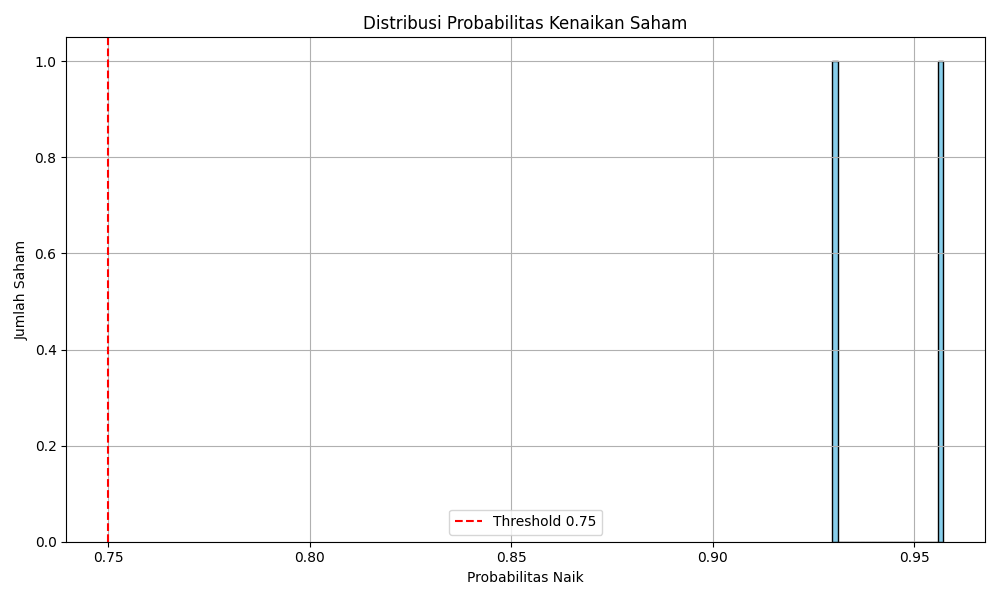 Distribusi Probabilitas Kenaikan Saham
Jumlah Saham
1.0
0.8
0.6
0.4
0.2
0.0
Threshold 0.75
0.75 0.80 0.85 0.90 0.95
Probabilitas Naik